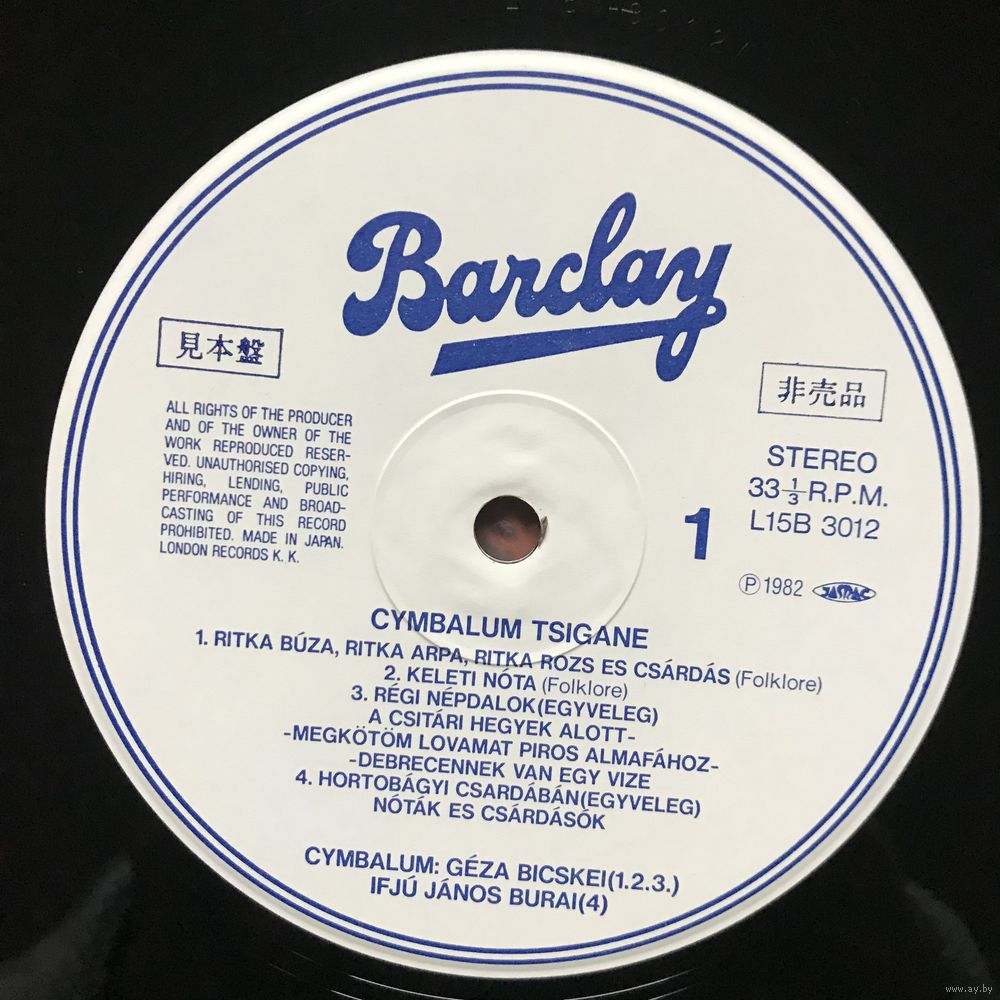 Barclay
見本盤
非売品
ALL RIGHTS OF THE PRODUCER
AND OF THE OWNER OF THE
WORK REPRODUCED RESER-
VED. UNAUTHORISED COPYING,
HIRING, LENDING, PUBLIC
PERFORMANCE AND BROAD-
CASTING OF THIS RECORD
PROHIBITED. MADE IN JAPAN.
LONDON RECORDS K. K.
1
STEREO
33 1/3 R.P.M.
L15B 3012
Ⓟ 1982 JASRAC
CYMBALUM TSIGANE
1. RITKA BÚZA, RITKA ARPA, RITKA ROZS ES CSÁRDÁS (Folklore)
2. KELETI NÓTA (Folklore)
3. RÉGI NÉPDALOK(EGYVELEG)
A CSITÁRI HEGYEK ALOTT-
-MEGKÖTÖM LOVAMAT PIROS ALMAFÁHOZ-
-DEBRECENNEK VAN EGY VIZE
4. HORTOBÁGYI CSARDÁBÁN(EGYVELEG)
NÓTÁK ES CSÁRDÁSÓK
CYMBALUM: GÉZA BICSKEI(1.2.3.)
IFJÚ JÁNOS BURAI(4)
www.ay.by